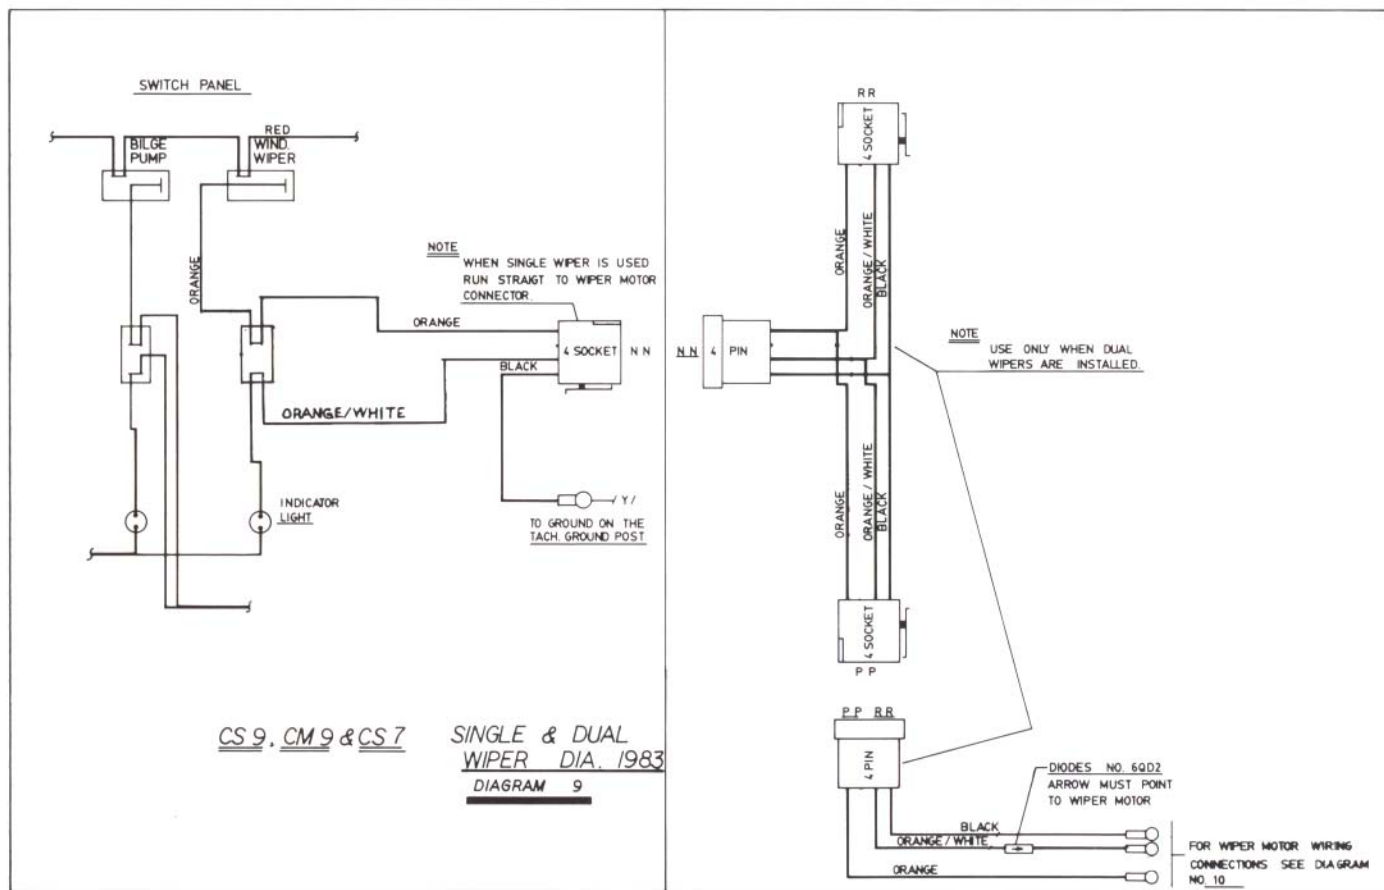 SWITCH PANEL
BILGE
PUMP
RED
WIND.
WIPER
ORANGE
NOTE
WHEN SINGLE WIPER IS USED
RUN STRAIGT TO WIPER MOTOR
CONNECTOR.
ORANGE
4 SOCKET
N N
BLACK
ORANGE/WHITE
INDICATOR
LIGHT
Y
TO GROUND ON THE
TACH. GROUND POST
CS 9, CM 9 & CS 7
SINGLE & DUAL
WIPER DIA. 1983
DIAGRAM 9
R R
4 SOCKET
ORANGE
ORANGE/WHITE
BLACK
N N
4 PIN
NOTE
USE ONLY WHEN DUAL
WIPERS ARE INSTALLED.
ORANGE
ORANGE/WHITE
BLACK
4 SOCKET
P P
P P R R
4 PIN
DIODES NO. 6QD2
ARROW MUST POINT
TO WIPER MOTOR
BLACK
ORANGE/WHITE
ORANGE
FOR WIPER MOTOR WIRING
CONNECTIONS SEE DIAGRAM
NO. 10